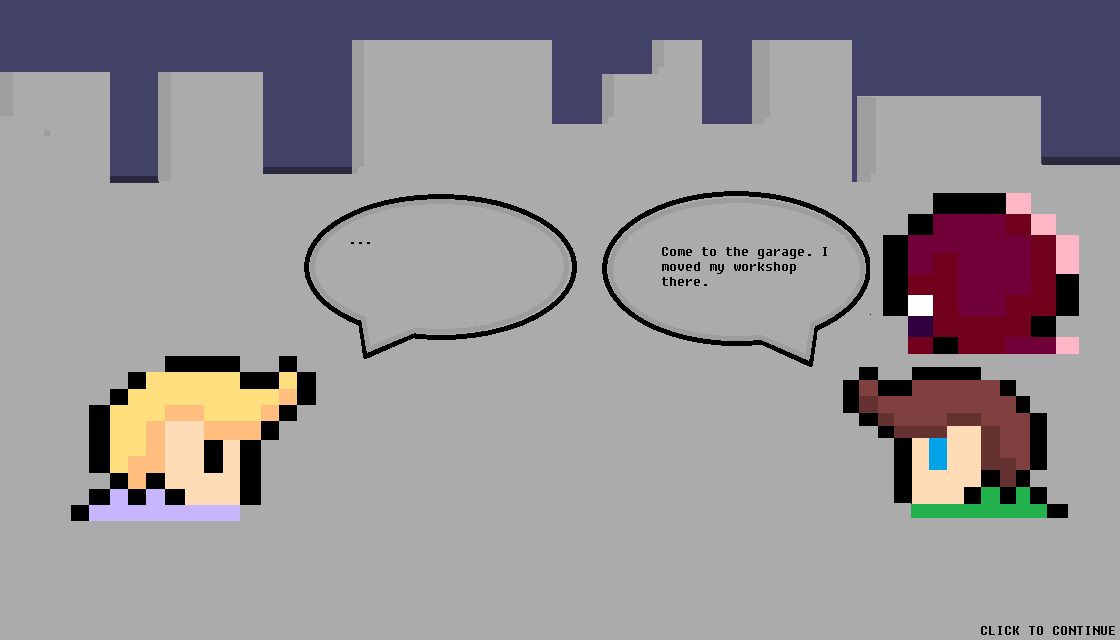 ...
Come to the garage. I
moved my workshop
there.
CLICK TO CONTINUE